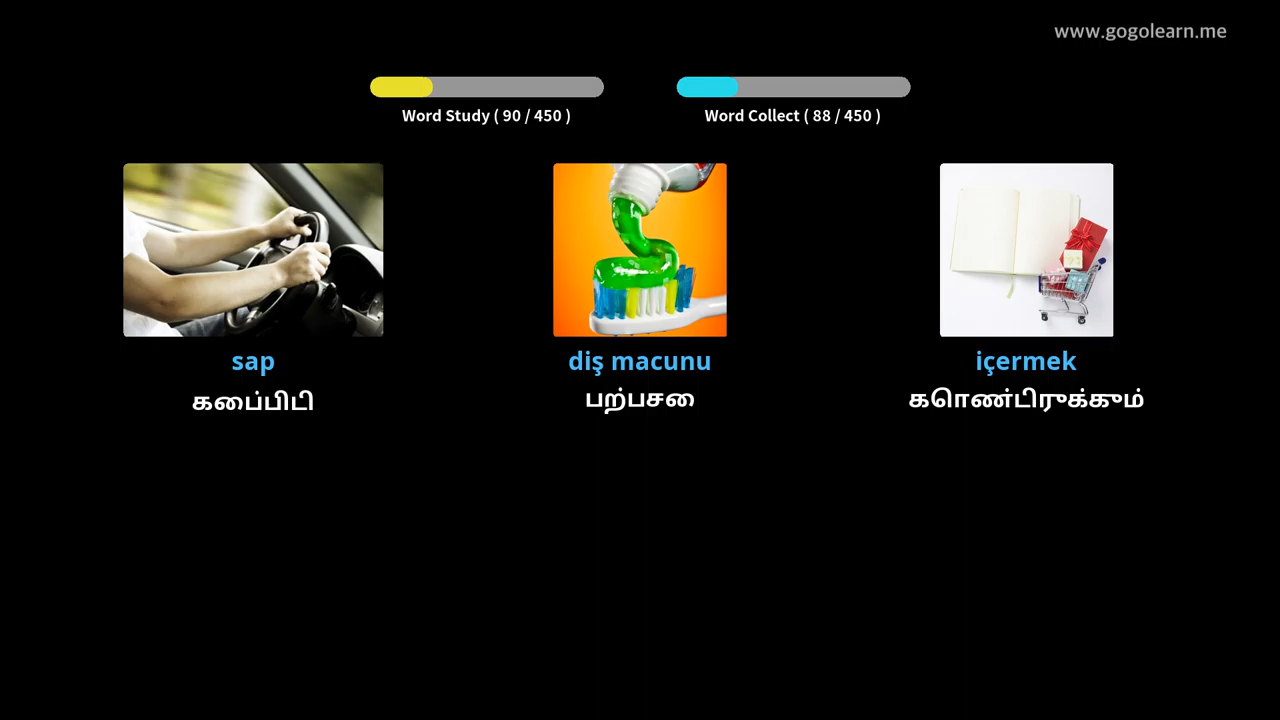 www.gogolearn.me
Word Study ( 90 / 450 )
Word Collect ( 88 / 450 )
sap
diş macunu
içermek
கைப்பிடி
பற்பசை
கொண்டிருக்கும்